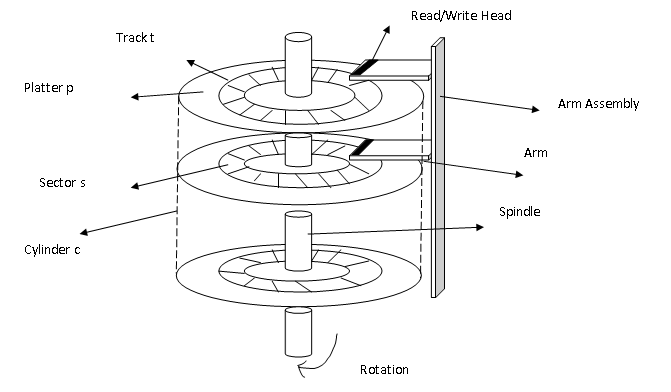 Read/Write Head
Track t
Platter p
Arm Assembly
Arm
Sector s
Spindle
Cylinder c
Rotation